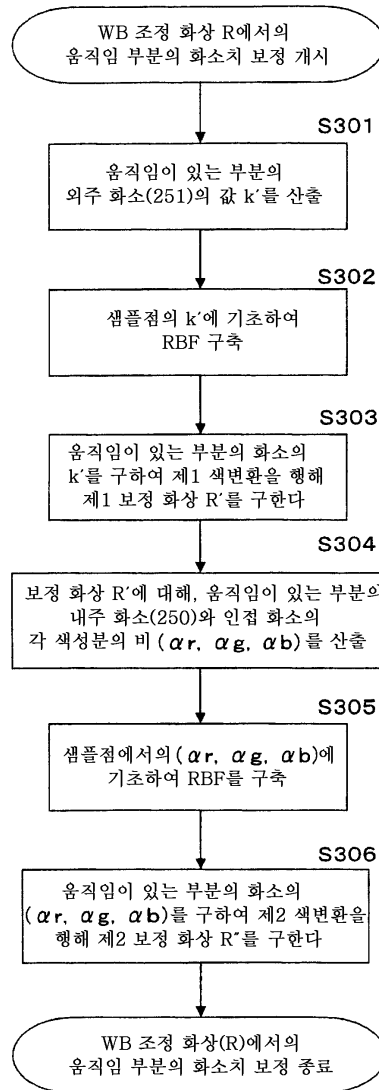 WB 조정 화상 R에서의
움직임 부분의 화소치 보정 개시
S301
움직임이 있는 부분의
외주 화소(251)의 값 k′를 산출
S302
샘플점의 k′에 기초하여
RBF 구축
S303
움직임이 있는 부분의 화소의
k′를 구하여 제1 색변환을 행해
제1 보정 화상 R′를 구한다
S304
보정 화상 R′에 대해, 움직임이 있는 부분의
내주 화소(250)와 인접 화소의
각 색성분의 비 (αr, αg, αb)를 산출
S305
샘플점에서의 (αr, αg, αb)에
기초하여 RBF를 구축
S306
움직임이 있는 부분의 화소의
(αr, αg, αb)를 구하여 제2 색변환을
행해 제2 보정 화상 R″를 구한다
WB 조정 화상(R)에서의
움직임 부분의 화소치 보정 종료